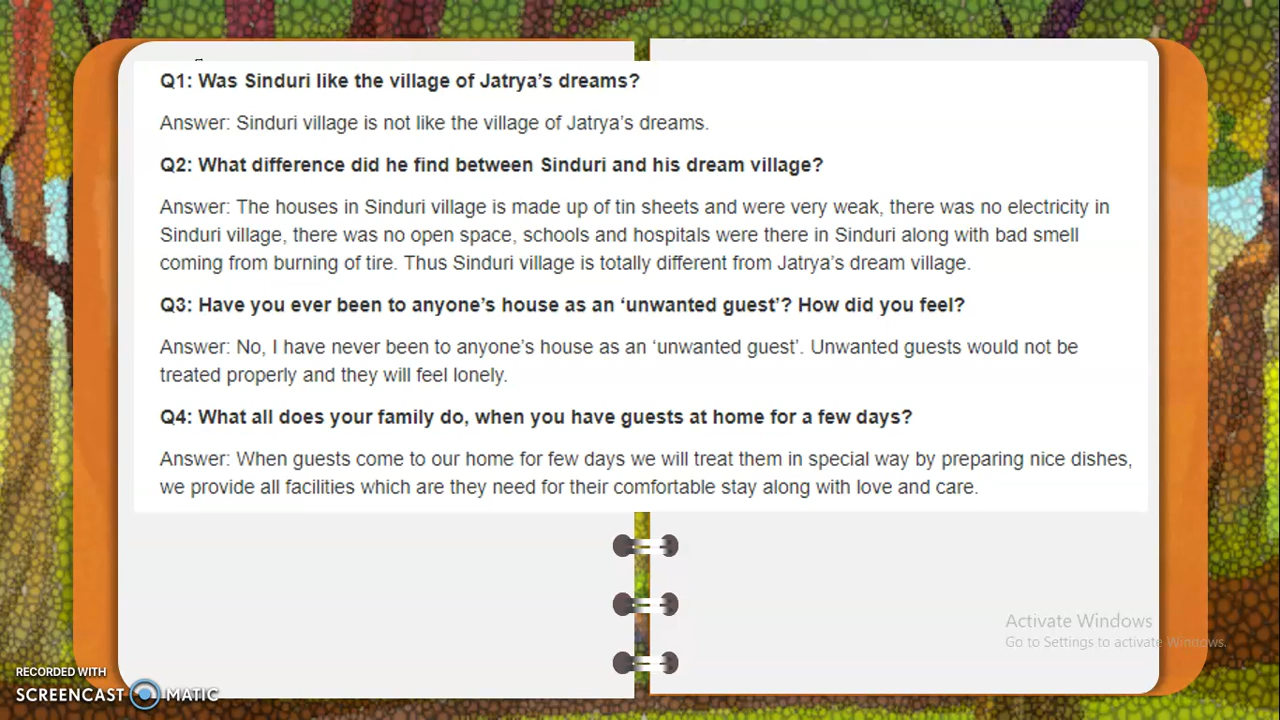 Q1: Was Sinduri like the village of Jatrya's dreams?
Answer: Sinduri village is not like the village of Jatrya's dreams.
Q2: What difference did he find between Sinduri and his dream village?
Answer: The houses in Sinduri village is made up of tin sheets and were very weak, there was no electricity in
Sinduri village, there was no open space, schools and hospitals were there in Sinduri along with bad smell
coming from burning of tire. Thus Sinduri village is totally different from Jatrya's dream village.
Q3: Have you ever been to anyone's house as an 'unwanted guest'? How did you feel?
Answer: No, I have never been to anyone's house as an 'unwanted guest'. Unwanted guests would not be
treated properly and they will feel lonely.
Q4: What all does your family do, when you have guests at home for a few days?
Answer: When guests come to our home for few days we will treat them in special way by preparing nice dishes,
we provide all facilities which are they need for their comfortable stay along with love and care.
Activate Windows
Go to Settings to activate Windows.
RECORDED WITH
SCREENCAST MATIC